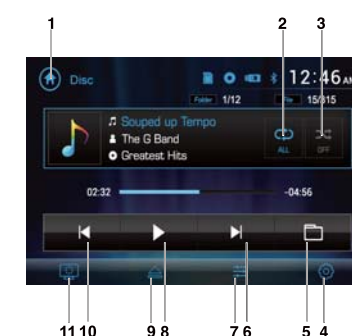 1 2 3
Disc 12:46 AM
Folder 1/12 File 15/315
Souped up Tempo
The G Band
Greatest Hits
ALL OFF
02:32 -04:56
11 10 9 8 7 6 5 4